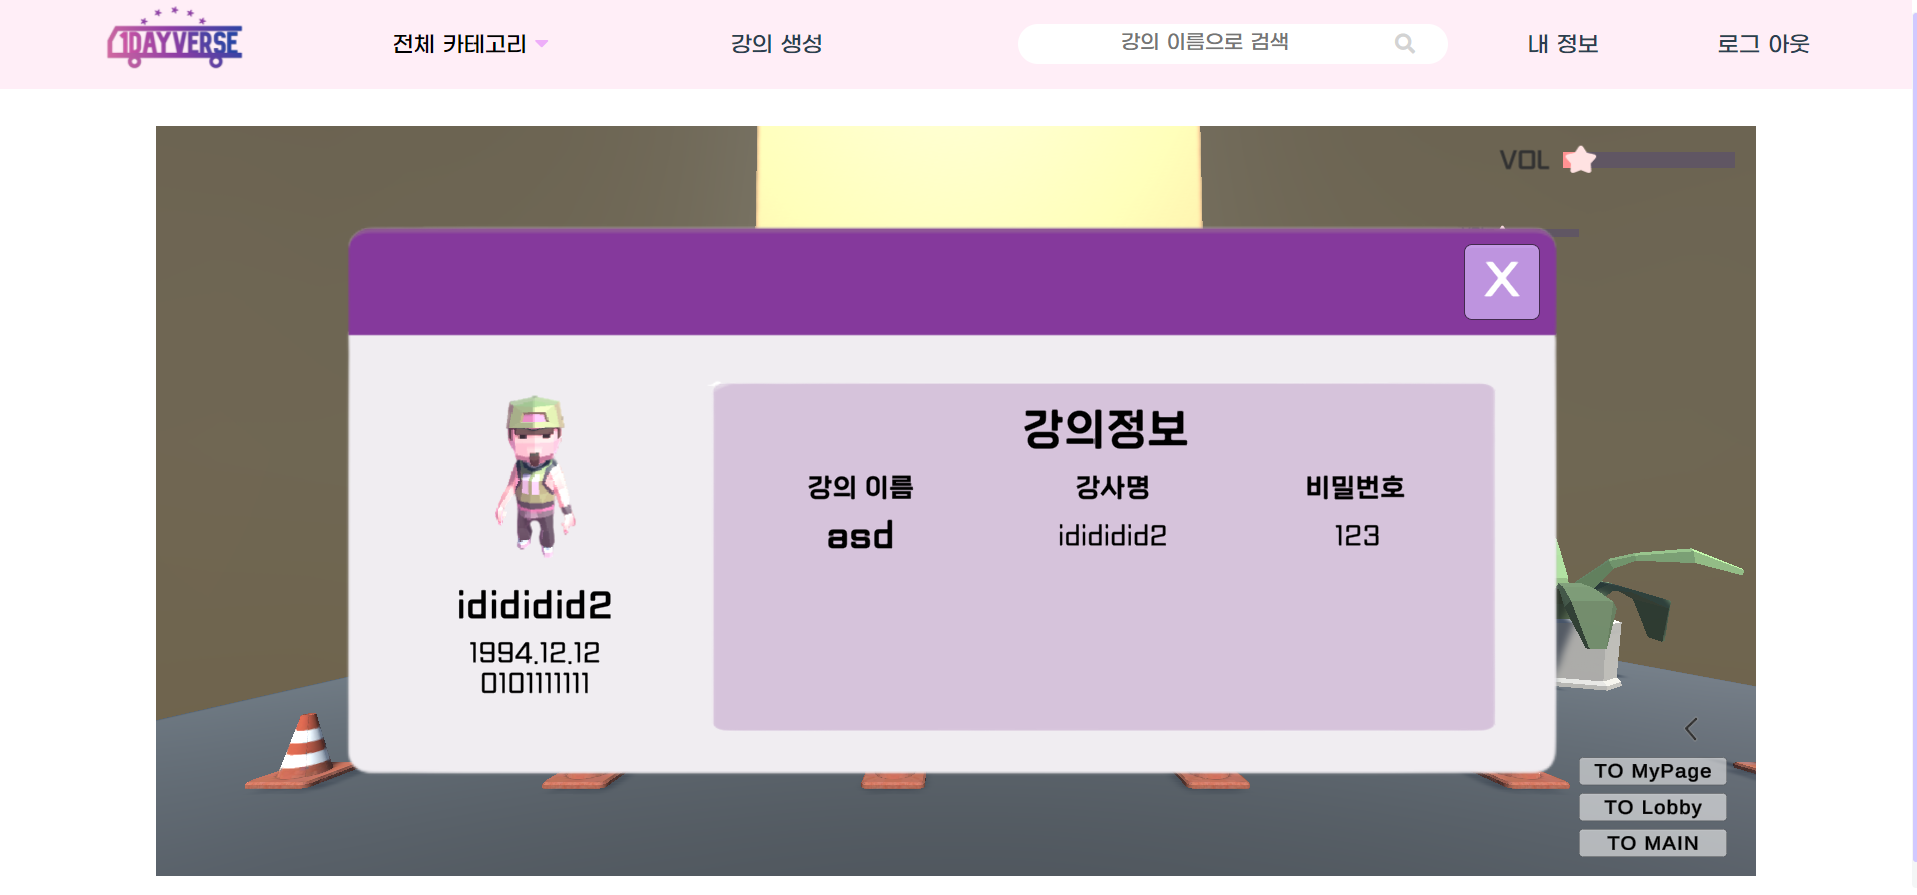 1DAYVERSE
전체 카테고리
강의 생성
강의 이름으로 검색
내 정보
로그 아웃
VOL
X
강의정보
강의 이름
강사명
비밀번호
asd
idididid2
123
idididid2
1994.12.12
0101111111
TO MyPage
TO Lobby
TO MAIN